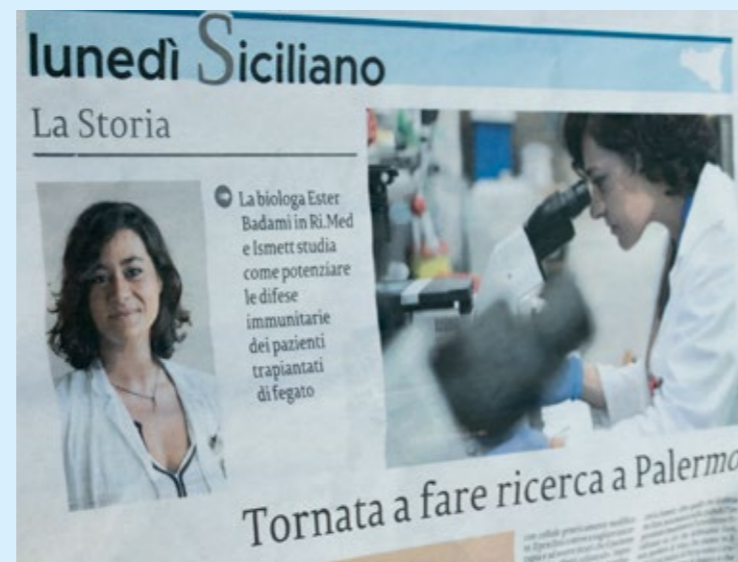 lunedì Siciliano
La Storia
La biologa Ester
Badami in Ri.Med
e Ismett studia
come potenziare
le difese
immunitarie
dei pazienti
trapiantati
di fegato
Tornata a fare ricerca a Palermo